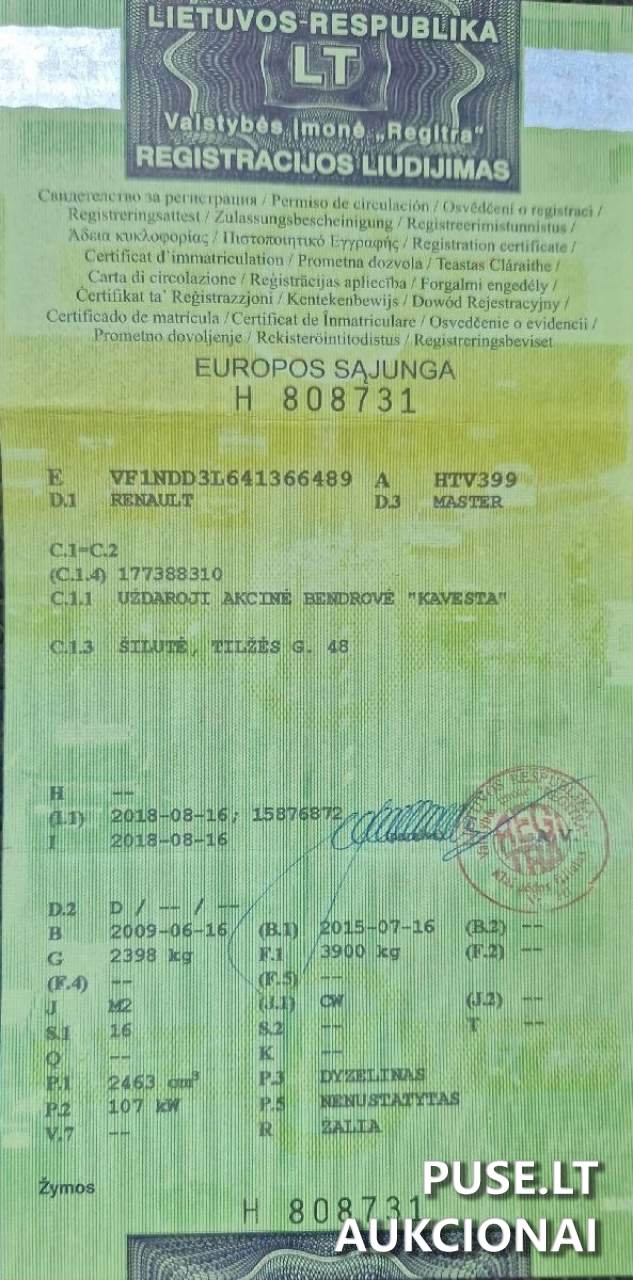 LIETUVOS RESPUBLIKA
LT
Valstybės įmonė „Regitra"
REGISTRACIJOS LIUDIJIMAS
Свидетелство за регистрация / Permiso de circulación / Osvědčení o registraci /
Registreringsattest / Zulassungsbescheinigung / Registreerimistunnistus /
Άδεια κυκλοφορίας / Πιστοποιητικό Εγγραφής / Registration certificate /
Certificat d'immatriculation / Prometna dozvola / Teastas Cláraithe /
Carta di circolazione / Reģistrācijas apliecība / Forgalmi engedély /
Ċertifikat ta' Reġistrazzjoni / Kentekenbewijs / Dowód Rejestracyjny /
Certificado de matrícula / Certificat de Înmatriculare / Osvedčenie o evidencii /
Prometno dovoljenje / Rekisteröintitodistus / Registreringsbeviset
EUROPOS SĄJUNGA
H 808731
E VF1NDD3L641366489 A HTV399
D.1 RENAULT D.3 MASTER
C.1=C.2
(C.1.4) 177388310
C.1.1 UŽDAROJI AKCINĖ BENDROVĖ "KAVESTA"
C.1.3 ŠILUTĖ, TILŽĖS G. 48
H --
(I.1) 2018-08-16; 15876872
I 2018-08-16
LIETUVOS RESPUBLIKA
REGITRA
D.2 D / -- / --
B 2009-06-16 (B.1) 2015-07-16 (B.2) --
G 2398 kg F.1 3900 kg (F.2) --
(F.4) -- (F.5) --
J M2 (J.1) CW (J.2) --
S.1 16 S.2 -- T --
Q -- K --
P.1 2463 cm³ P.3 DYZELINAS
P.2 107 kW P.5 NENUSTATYTAS
V.7 -- R ŽALIA
Žymos
H 808731
PUSE.LT
AUKCIONAI